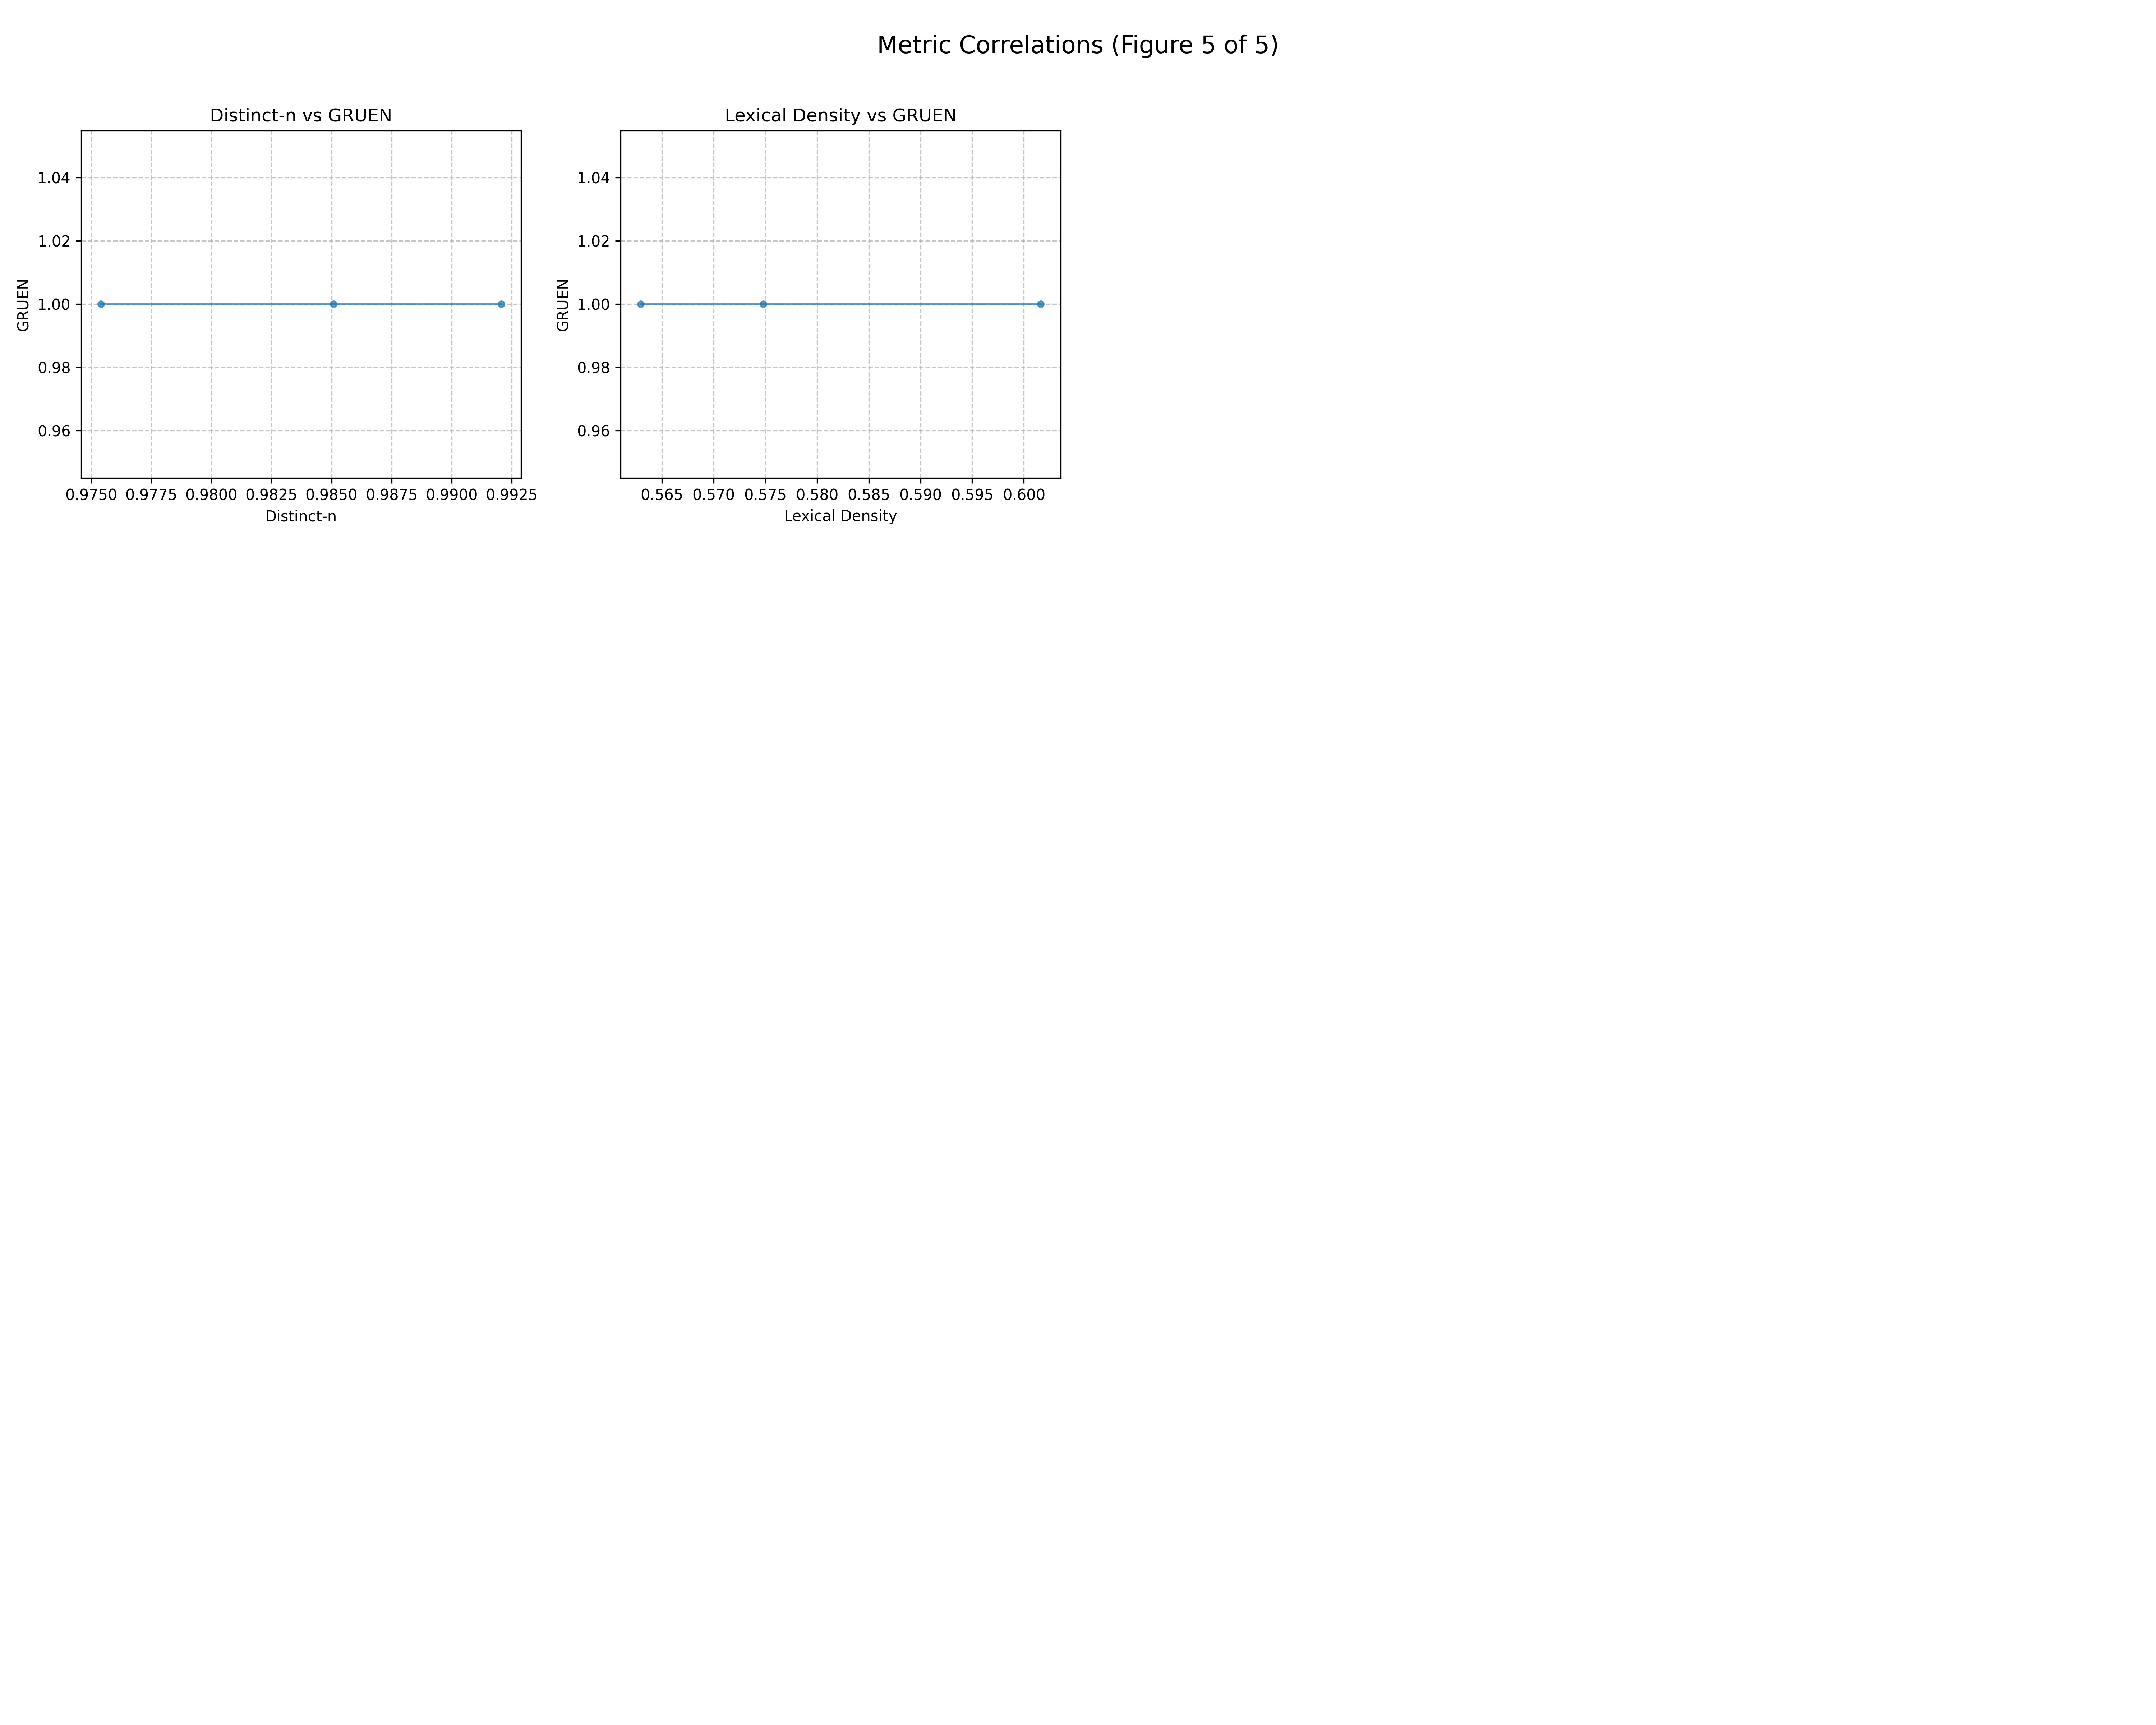 Metric Correlations (Figure 5 of 5)
Distinct-n vs GRUEN
GRUEN
1.04
1.02
1.00
0.98
0.96
0.9750 0.9775 0.9800 0.9825 0.9850 0.9875 0.9900 0.9925
Distinct-n
Lexical Density vs GRUEN
GRUEN
1.04
1.02
1.00
0.98
0.96
0.565 0.570 0.575 0.580 0.585 0.590 0.595 0.600
Lexical Density